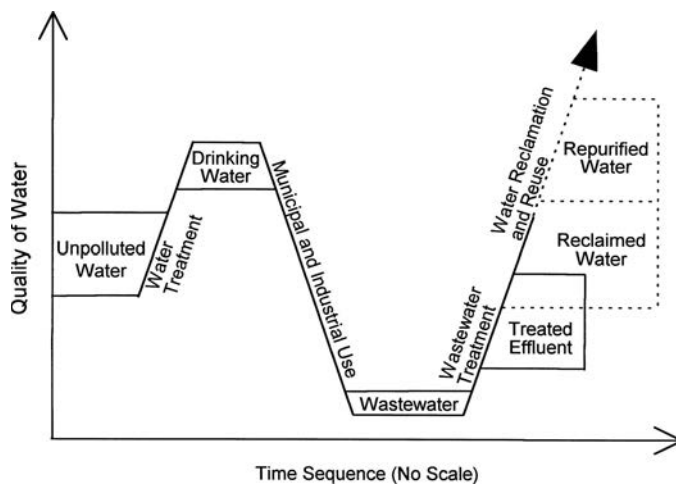 Quality of Water
Unpolluted
Water
Water
Treatment
Drinking
Water
Municipal and Industrial Use
Wastewater
Wastewater
Treatment
Water Reclamation
and Reuse
Repurified
Water
Reclaimed
Water
Treated
Effluent
Time Sequence (No Scale)